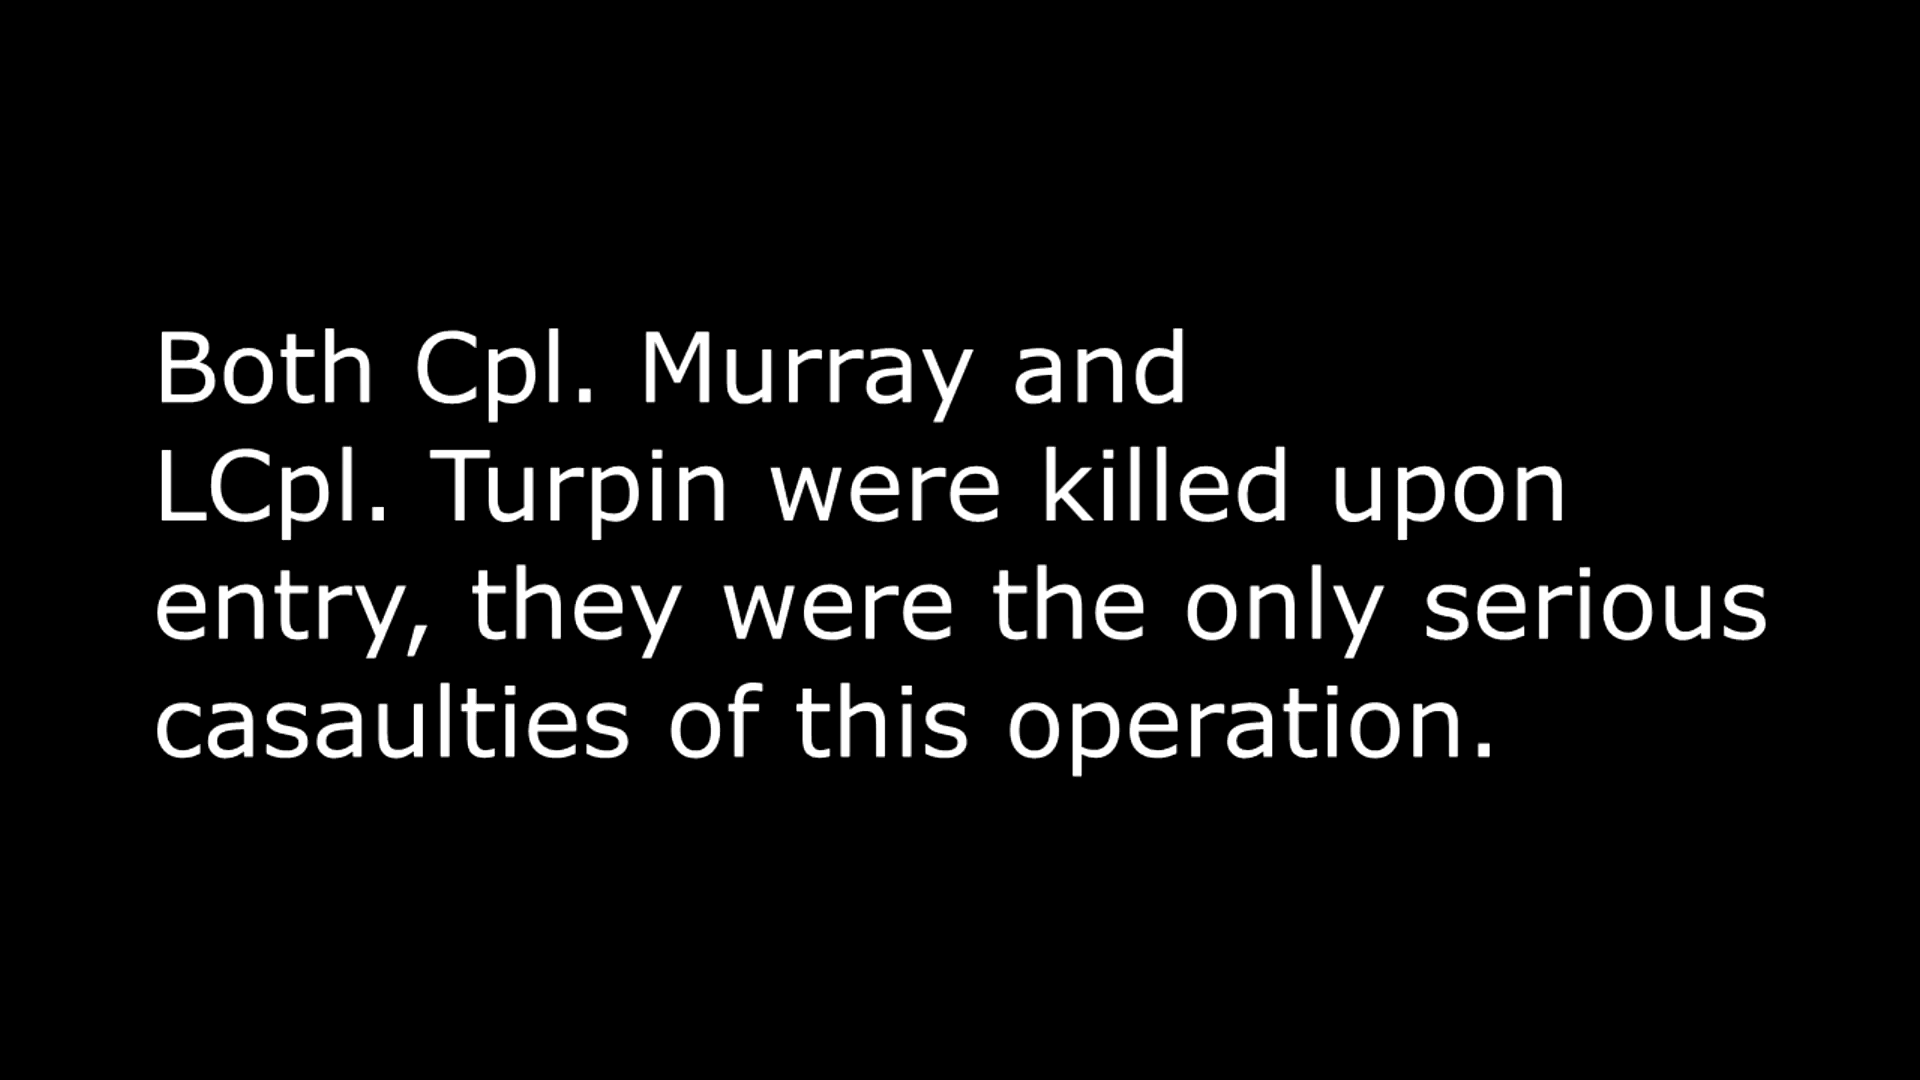 Both Cpl. Murray and
LCpl. Turpin were killed upon
entry, they were the only serious
casaulties of this operation.